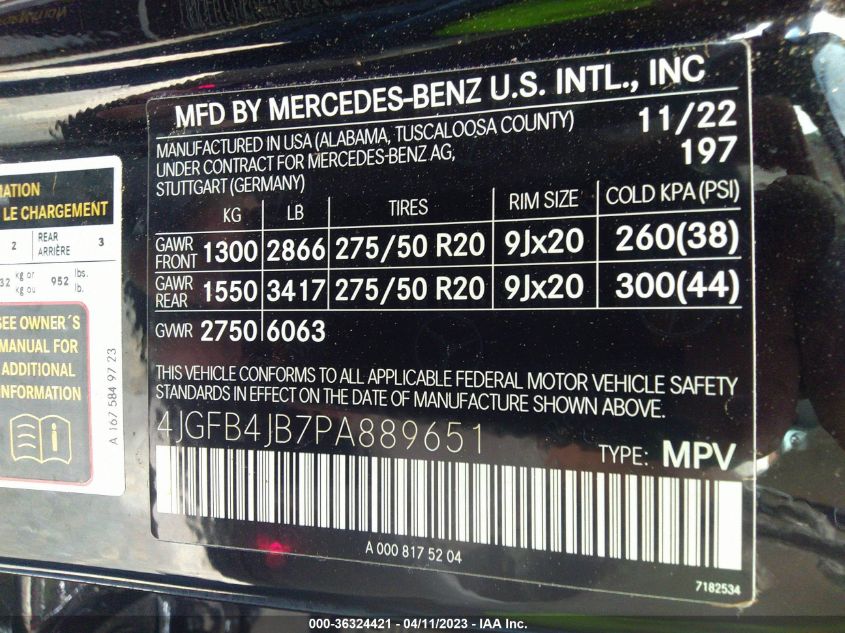 MFD BY MERCEDES-BENZ U.S. INTL., INC
MANUFACTURED IN USA (ALABAMA, TUSCALOOSA COUNTY) 11/22
UNDER CONTRACT FOR MERCEDES-BENZ AG, 197
STUTTGART (GERMANY)
KG LB TIRES RIM SIZE COLD KPA (PSI)
GAWR FRONT 1300 2866 275/50 R20 9Jx20 260(38)
GAWR REAR 1550 3417 275/50 R20 9Jx20 300(44)
GVWR 2750 6063
THIS VEHICLE CONFORMS TO ALL APPLICABLE FEDERAL MOTOR VEHICLE SAFETY
STANDARDS IN EFFECT ON THE DATE OF MANUFACTURE SHOWN ABOVE.
4JGFB4JB7PA889651
TYPE: MPV
A 000 817 52 04
7182534
LE CHARGEMENT
2 REAR 3
ARRIÈRE
kg or 952 lbs.
kg ou lb.
SEE OWNER´S
MANUAL FOR
ADDITIONAL
INFORMATION
A 167 584 97 23
000-36324421 - 04/11/2023 - IAA Inc.